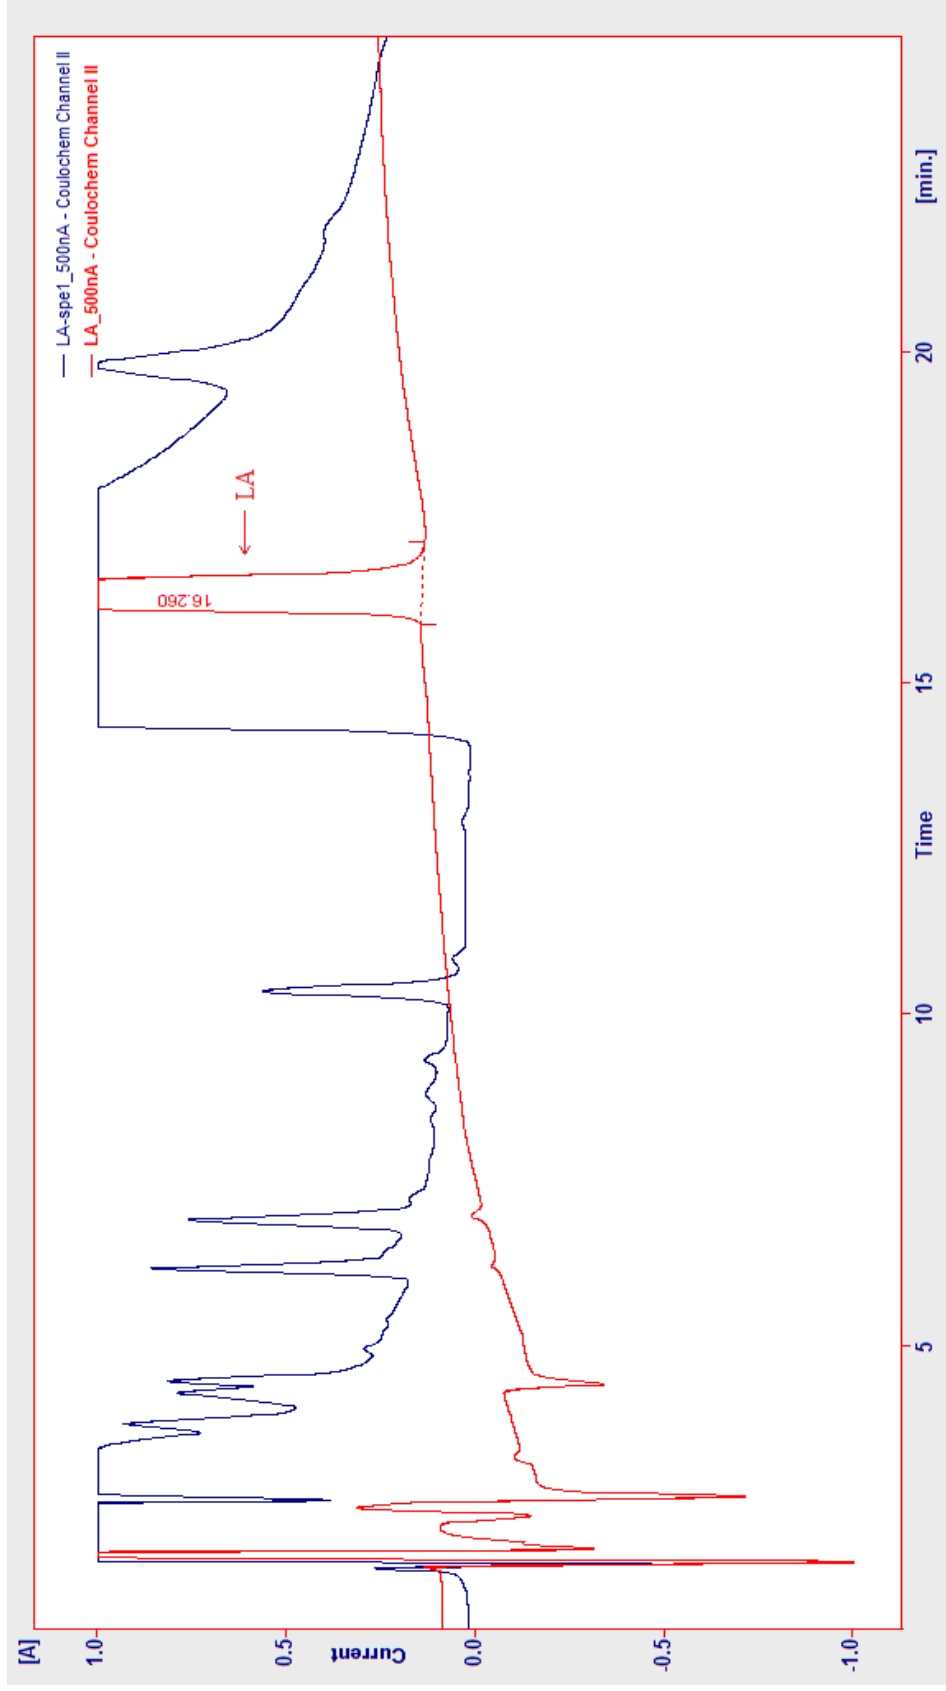 LA-spe1_500nA - Coulochem Channel II
LA_500nA - Coulochem Channel II
[A]
1.0
0.5
0.0
-0.5
-1.0
Current
LA
16.260
5
10
15
20
Time
[min.]